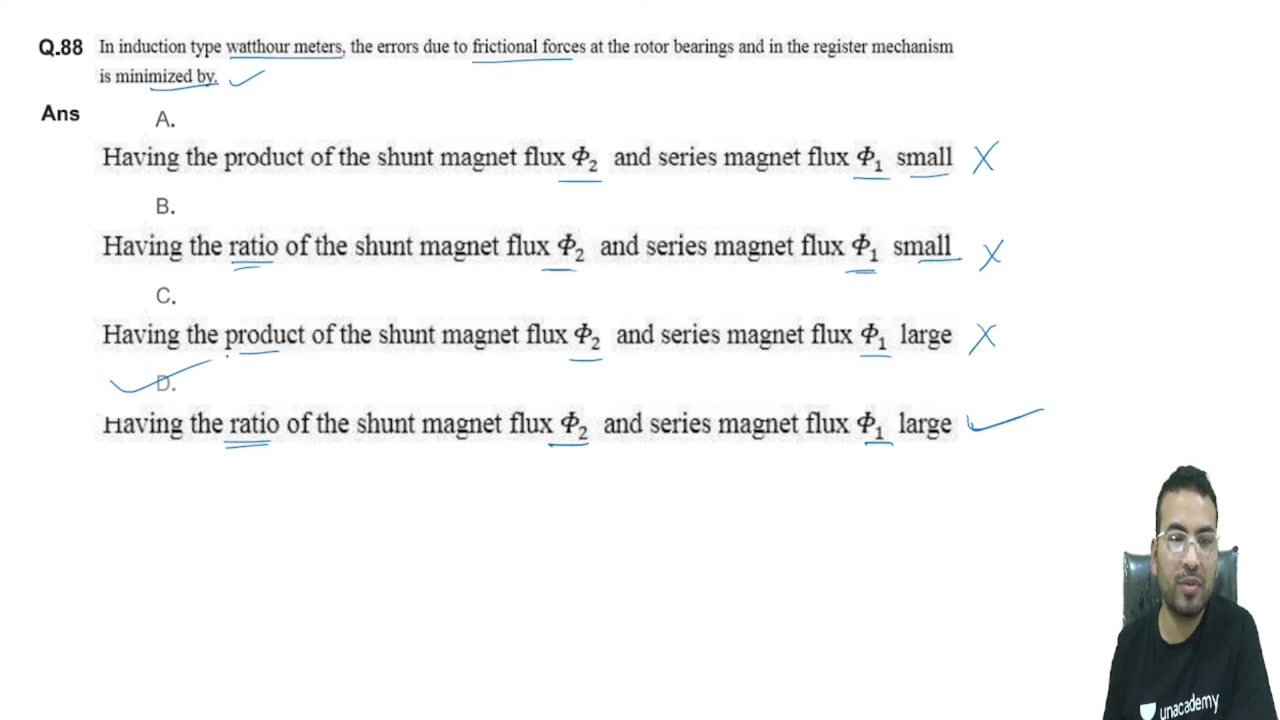 Q.88 In induction type watthour meters, the errors due to frictional forces at the rotor bearings and in the register mechanism
is minimized by.
Ans
A.
Having the product of the shunt magnet flux Φ₂ and series magnet flux Φ₁ small
B.
Having the ratio of the shunt magnet flux Φ₂ and series magnet flux Φ₁ small
C.
Having the product of the shunt magnet flux Φ₂ and series magnet flux Φ₁ large
D.
Having the ratio of the shunt magnet flux Φ₂ and series magnet flux Φ₁ large
unacademy